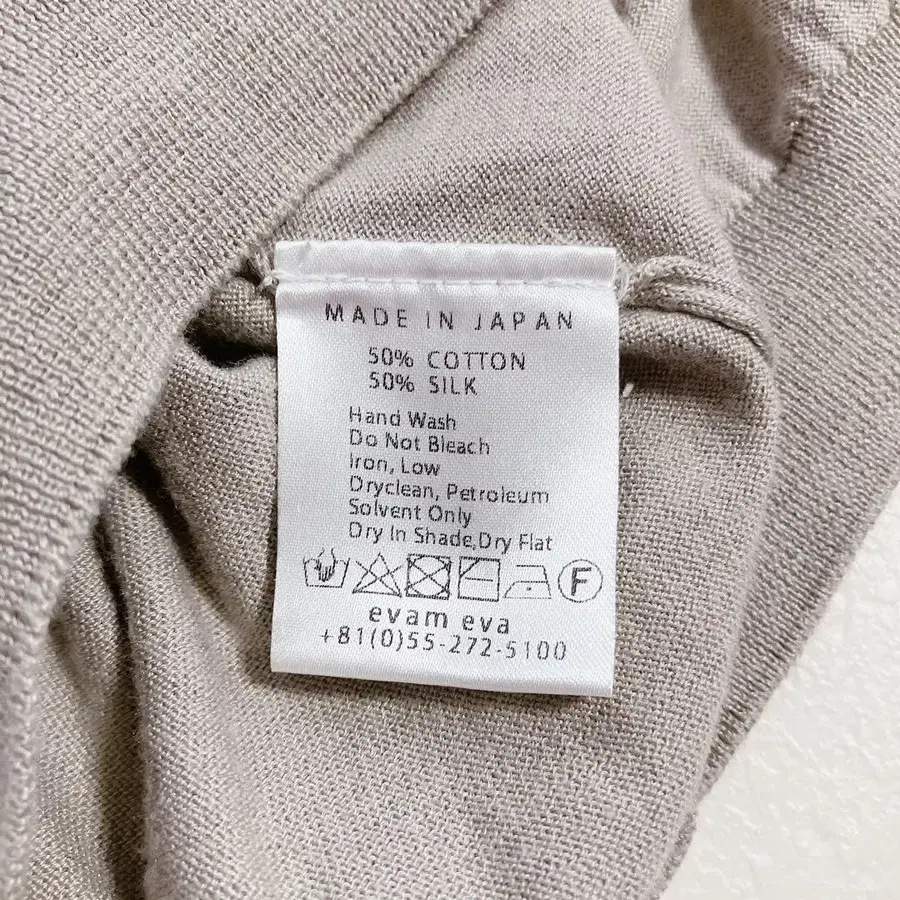 MADE IN JAPAN
50% COTTON
50% SILK
Hand Wash
Do Not Bleach
Iron, Low
Dryclean, Petroleum
Solvent Only
Dry In Shade,Dry Flat
F
evam eva
+81(0)55-272-5100